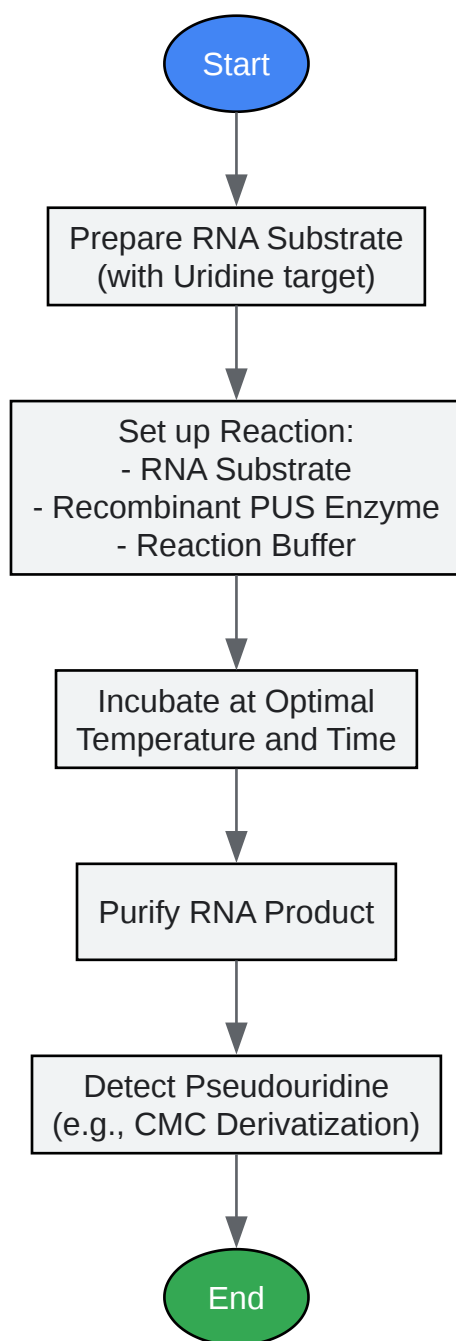 Start
Prepare RNA Substrate
(with Uridine target)
Set up Reaction:
- RNA Substrate
- Recombinant PUS Enzyme
- Reaction Buffer
Incubate at Optimal
Temperature and Time
Purify RNA Product
Detect Pseudouridine
(e.g., CMC Derivatization)
End